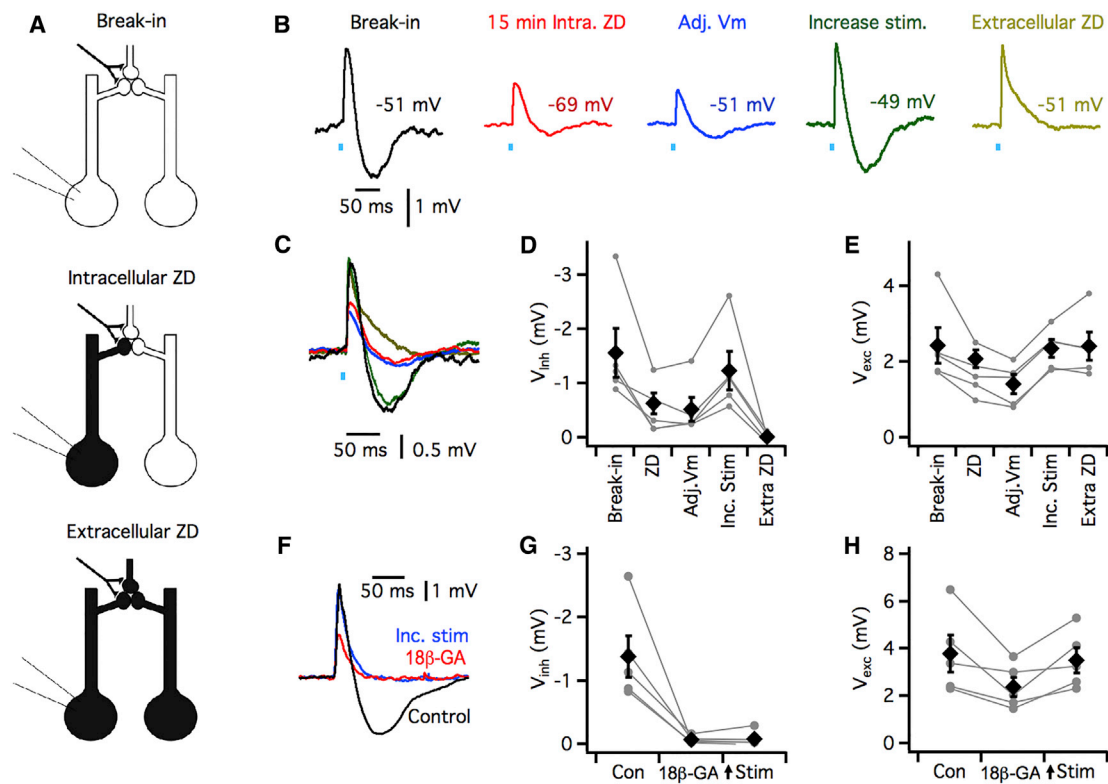 A
Break-in
Intracellular ZD
Extracellular ZD
B
Break-in
15 min Intra. ZD
Adj. Vm
Increase stim.
Extracellular ZD
-51 mV
-69 mV
-51 mV
-49 mV
-51 mV
50 ms
1 mV
C
50 ms
0.5 mV
D
-3
-2
-1
0
V_Inh (mV)
Break-in
ZD
Adj.Vm
Inc. Stim
Extra ZD
E
4
2
0
V_exc (mV)
Break-in
ZD
Adj.Vm
Inc. Stim
Extra ZD
F
50 ms
1 mV
Inc. stim
18β-GA
Control
G
-3
-2
-1
0
V_inh (mV)
Con
18β-GA
↑Stim
H
8
6
4
2
0
V_exc (mV)
Con
18β-GA
↑Stim